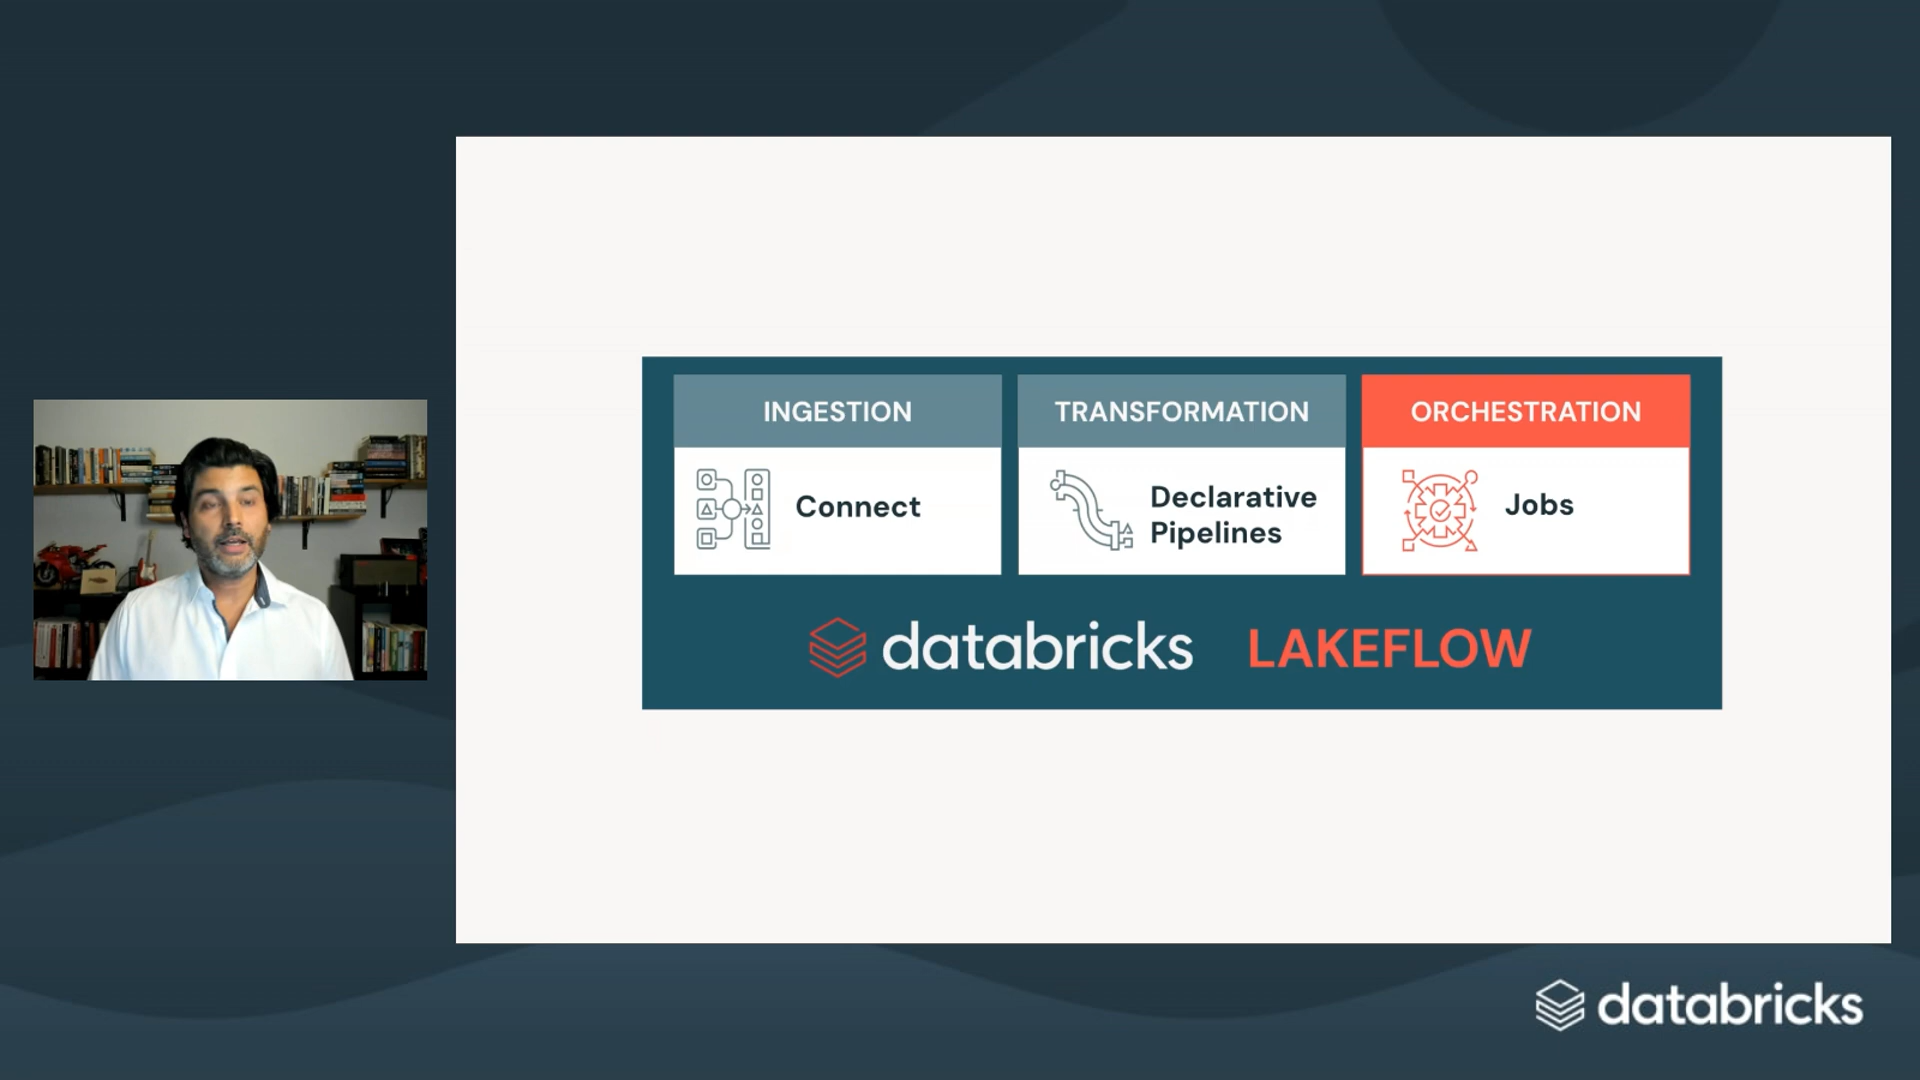 INGESTION
Connect
TRANSFORMATION
Declarative
Pipelines
ORCHESTRATION
Jobs
databricks LAKEFLOW
databricks